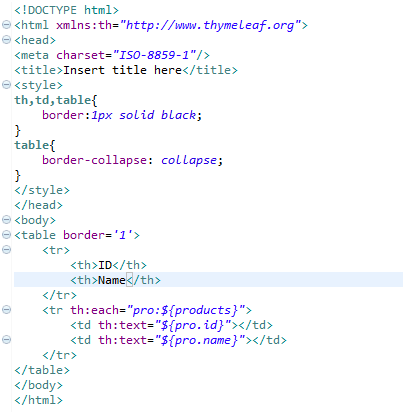 <!DOCTYPE html>
<html xmlns:th="http://www.thymeleaf.org">
<head>
<meta charset="ISO-8859-1"/>
<title>Insert title here</title>
<style>
th,td,table{
    border:1px solid black;
}
table{
    border-collapse: collapse;
}
</style>
</head>
<body>
<table border='1'>
    <tr>
        <th>ID</th>
        <th>Name</th>
    </tr>
    <tr th:each="pro:${products}">
        <td th:text="${pro.id}"></td>
        <td th:text="${pro.name}"></td>
    </tr>
</table>
</body>
</html>